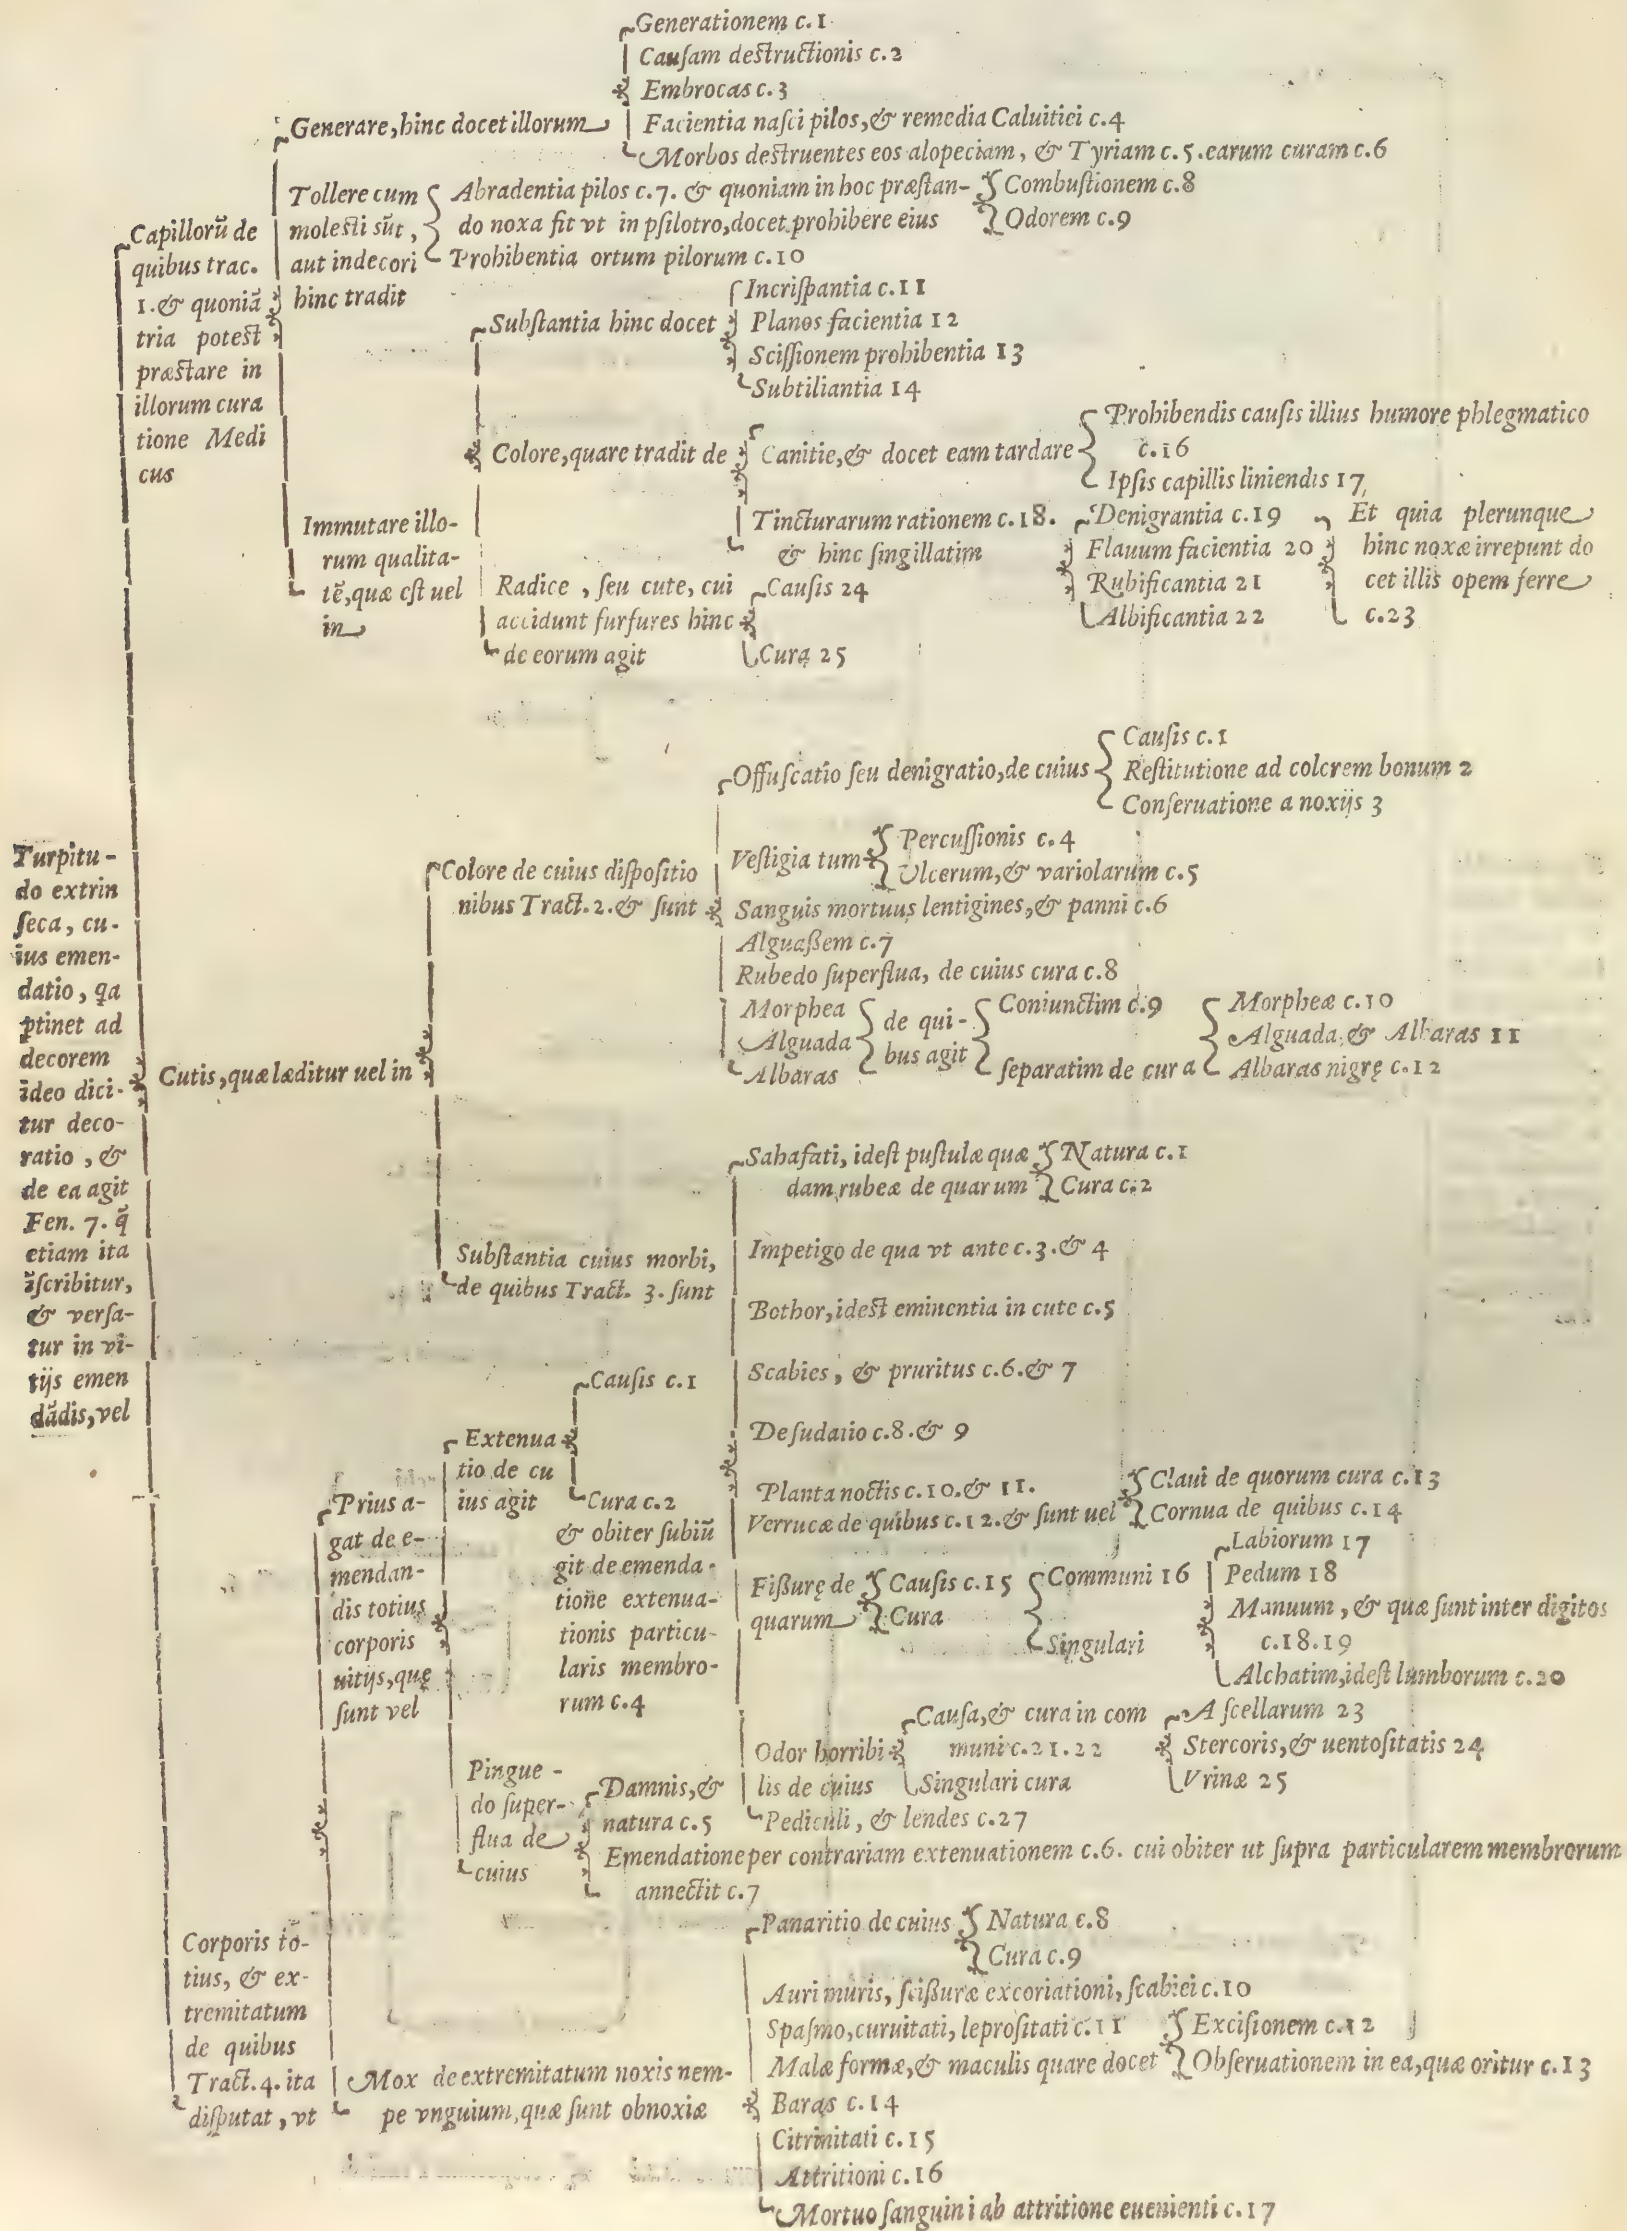 Turpitu-
do extrin
ſeca, cu-
ius emen-
datio, qa
ꝑtinet ad
decorem
ideo dici-
tur deco-
ratio, &
de ea agit
Fen. 7. q̃
etiam ita
ĩſcribitur,
& verſa-
tur in vi-
tijs emen
dãdis, vel
Capillorũ de
quibus trac.
1. & quoniã
tria potest
præstare in
illorum cura
tione Medi
cus
Generare, hinc docet illorum
Generationem c.1
Cauſam destructionis c.2
Embrocas c.3
Facientia naſci pilos, & remedia Caluitiei c.4
Morbos destruentes eos alopeciam, & Tyriam c.5. earum curam c.6
Tollere cum
molesti sũt,
aut indecori
hinc tradit
Abradentia pilos c.7. & quoniam in hoc præſtan-
do noxa fit vt in pſilotro, docet prohibere eius
Combuſtionem c.8
Odorem c.9
Prohibentia ortum pilorum c.10
Immutare illo-
rum qualita-
tẽ, quæ eſt uel
in
Subſtantia hinc docet
Incriſpantia c.11
Planos facientia 12
Sciſſionem prohibentia 13
Subtiliantia 14
Colore, quare tradit de
Canitie, & docet eam tardare
Prohibendis cauſis illius humore phlegmatico
c.16
Ipſis capillis liniendis 17
Tincturarum rationem c.18.
& hinc ſingillatim
Denigrantia c.19
Flauum facientia 20
Rubificantia 21
Albificantia 22
Et quia plerunque
hinc noxæ irrepunt do
cet illis opem ferre
c.23
Radice, ſeu cute, cui
accidunt furfures hinc
de eorum agit
Cauſis 24
Cura 25
Cutis, quæ læditur uel in
Colore de cuius diſpoſitio
nibus Tract. 2. & ſunt
Offuſcatio ſeu denigratio, de cuius
Cauſis c.1
Reſtitutione ad colorem bonum 2
Conſeruatione a noxijs 3
Veſtigia tum
Percuſſionis c.4
Vlcerum, & variolarum c.5
Sanguis mortuus lentigines, & panni c.6
Alguaßem c.7
Rubedo ſuperflua, de cuius cura c.8
Morphea
Alguada
Albaras
de qui-
bus agit
Coniunctim c.9
ſeparatim de cura
Morpheæ c.10
Alguada, & Albaras 11
Albaras nigrę c.12
Subſtantia cuius morbi,
de quibus Tract. 3. ſunt
Sahafati, ideſt puſtulæ quæ
dam rubeæ de quarum
Natura c.1
Cura c.2
Impetigo de qua vt ante c.3. & 4
Bothor, ideſt eminentia in cute c.5
Scabies, & pruritus c.6. & 7
Deſudatio c.8. & 9
Planta noctis c.10. & 11.
Verrucæ de quibus c.12. & ſunt uel
Claui de quorum cura c.13
Cornua de quibus c.14
Fißurę de
quarum
Cauſis c.15
Cura
Communi 16
Singulari
Labiorum 17
Pedum 18
Manuum, & quæ ſunt inter digitos
c.18.19
Alchatim, ideſt lumborum c.20
Odor horribi
lis de cuius
Cauſa, & cura in com
muni c.21.22
Singulari cura
Aſcellarum 23
Stercoris, & uentoſitatis 24
Vrinæ 25
Pediculi, & lendes c.27
Corporis tõ-
tius, & ex-
tremitatum
de quibus
Tract. 4. ita
diſputat, vt
Prius a-
gat de e-
mendan-
dis totius
corporis
uitijs, quę
ſunt vel
Extenua
tio de cu
ius agit
Cauſis c.1
Cura c.2
& obiter ſubiũ
git de emenda-
tione extenua-
tionis particu-
laris membro-
rum c.4
Pingue-
do ſuper-
flua de
cuius
Damnis, &
natura c.5
Emendatione per contrariam extenuationem c.6. cui obiter ut ſupra particularem membrorum
annectit c.7
Mox de extremitatum noxis nem-
pe vnguium, quæ ſunt obnoxiæ
Panaritio de cuius
Natura c.8
Cura c.9
Auri muris, ſcißuræ excoriationi, ſcabiei c.10
Spaſmo, curuitati, leproſitati c.11
Malæ formæ, & maculis quare docet
Exciſionem c.12
Obſeruationem in ea, quæ oritur c.13
Baras c.14
Citrinitati c.15
Attritioni c.16
Mortuo ſanguini ab attritione euenienti c.17